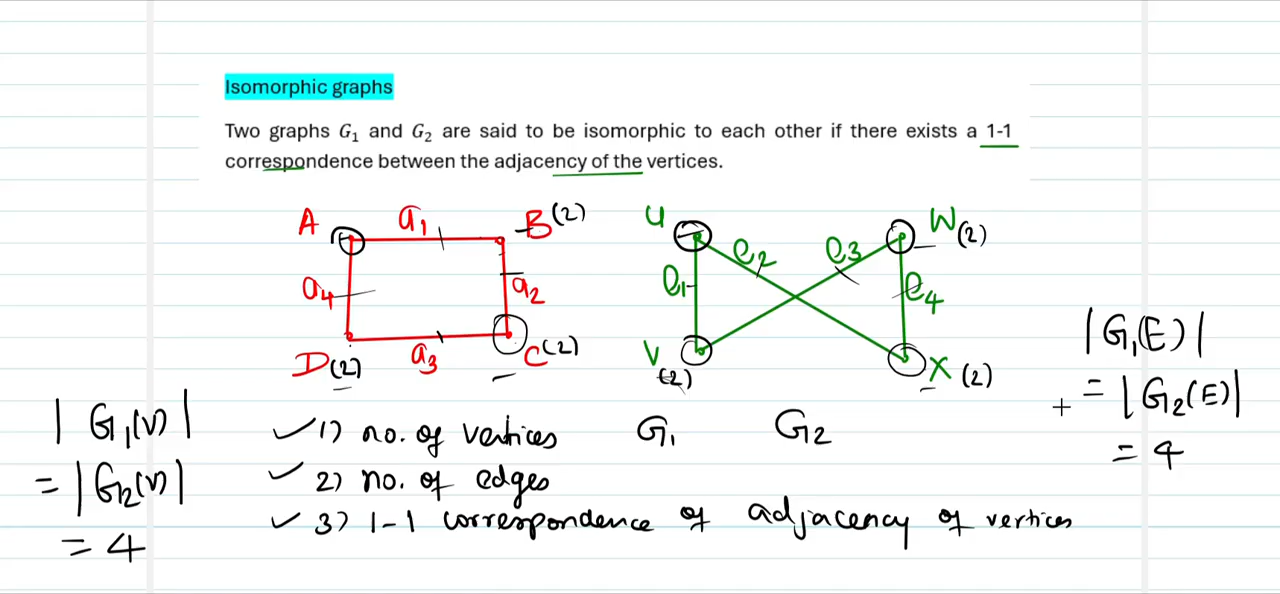 Isomorphic graphs
Two graphs G₁ and G₂ are said to be isomorphic to each other if there exists a 1-1
correspondence between the adjacency of the vertices.
A a₁ B (2)
a₄ a₂
D (2) a₃ C (2)
U e₂ e₃ W (2)
e₁ e₄
V (2) X (2)
|G₁(E)|
= |G₂(E)|
= 4
|G₁(V)|
= |G₂(V)|
= 4
✓ 1) no. of vertices G₁ G₂
✓ 2) no. of edges
✓ 3) 1-1 correspondence of adjacency of vertices